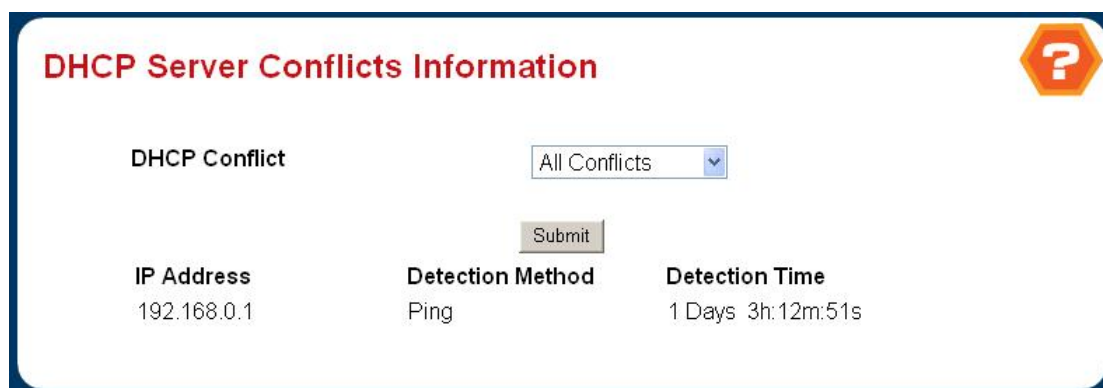 DHCP Server Conflicts Information
?
DHCP Conflict All Conflicts
Submit
IP Address Detection Method Detection Time
192.168.0.1 Ping 1 Days 3h:12m:51s